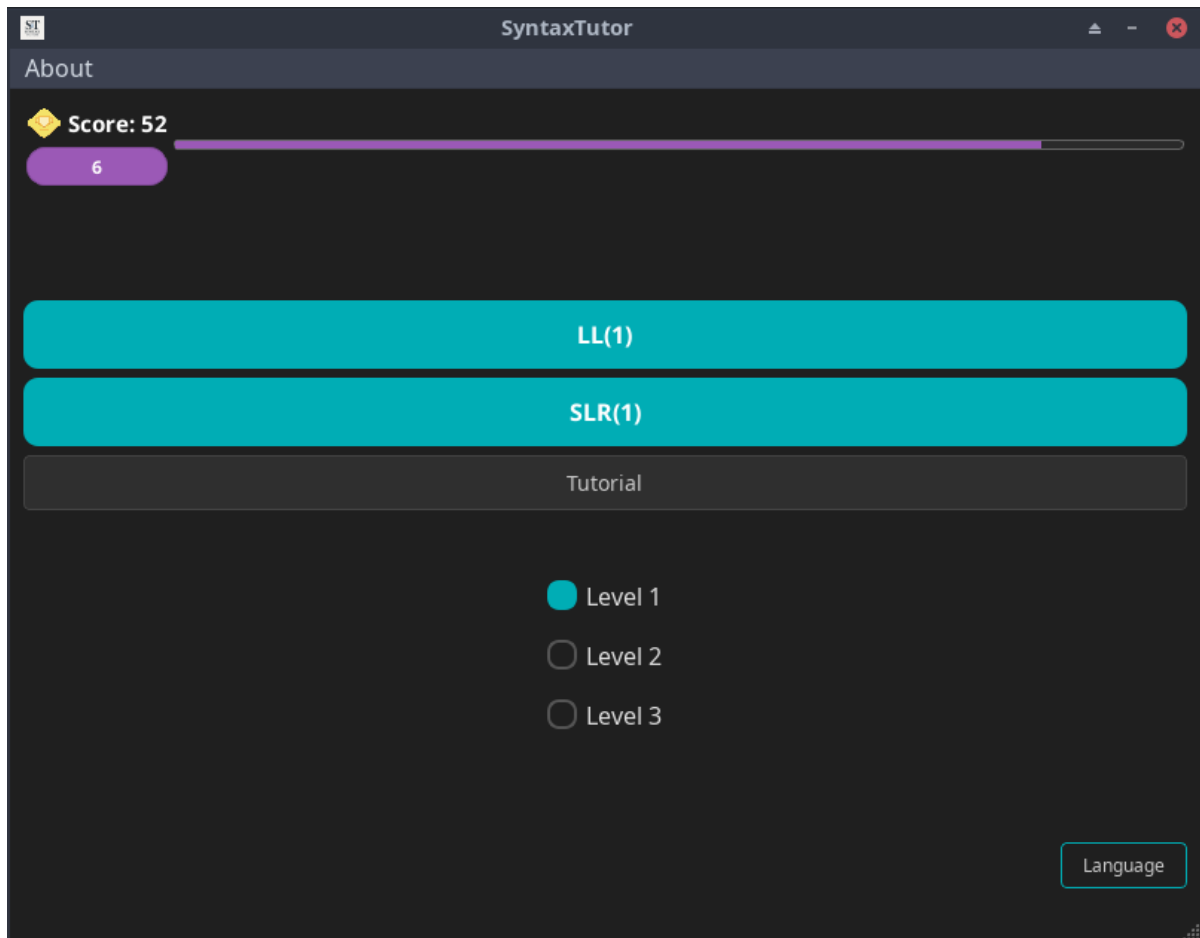 ST
SyntaxTutor
About
Score: 52
6
LL(1)
SLR(1)
Tutorial
Level 1
Level 2
Level 3
Language